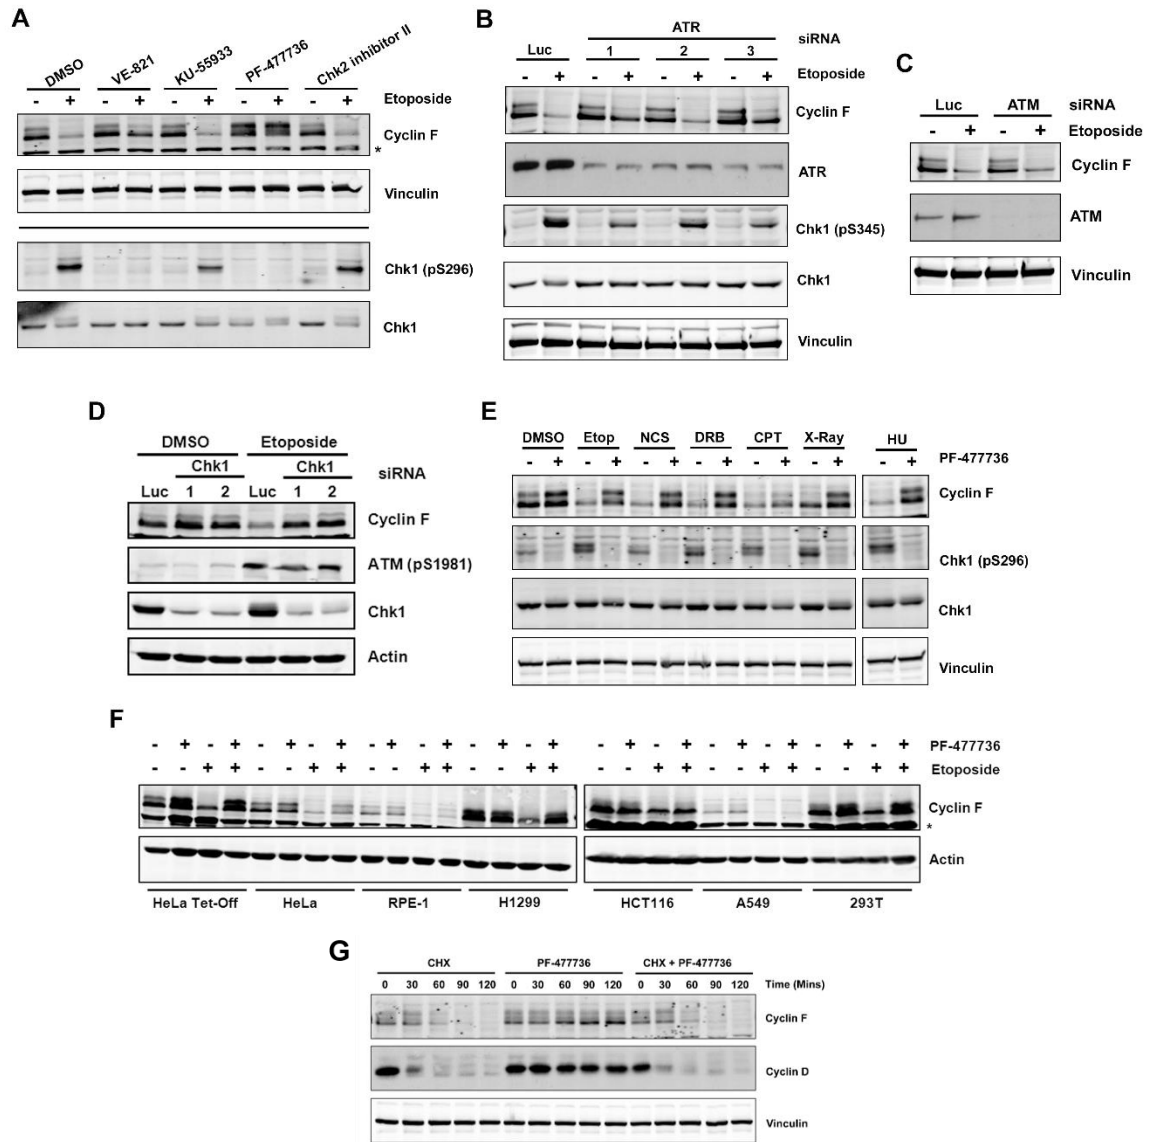 A
DMSO VE-821 KU-55933 PF-477736 Chk2 inhibitor II
- + - + - + - + - + Etoposide
Cyclin F
*
Vinculin
Chk1 (pS296)
Chk1
B
ATR siRNA
Luc 1 2 3
- + - + - + - + Etoposide
Cyclin F
ATR
Chk1 (pS345)
Chk1
Vinculin
C
Luc ATM siRNA
- + - + Etoposide
Cyclin F
ATM
Vinculin
D
DMSO Etoposide
Chk1 Chk1 siRNA
Luc 1 2 Luc 1 2
Cyclin F
ATM (pS1981)
Chk1
Actin
E
DMSO Etop NCS DRB CPT X-Ray HU
- + - + - + - + - + - + - + PF-477736
Cyclin F
Chk1 (pS296)
Chk1
Vinculin
F
- + - + - + - + - + - + - + - + - + - + - + - + - + - + PF-477736
- - + + - - + + - - + + - - + + - - + + - - + + - - + + Etoposide
Cyclin F
*
Actin
HeLa Tet-Off HeLa RPE-1 H1299 HCT116 A549 293T
G
CHX PF-477736 CHX + PF-477736
0 30 60 90 120 0 30 60 90 120 0 30 60 90 120 Time (Mins)
Cyclin F
Cyclin D
Vinculin